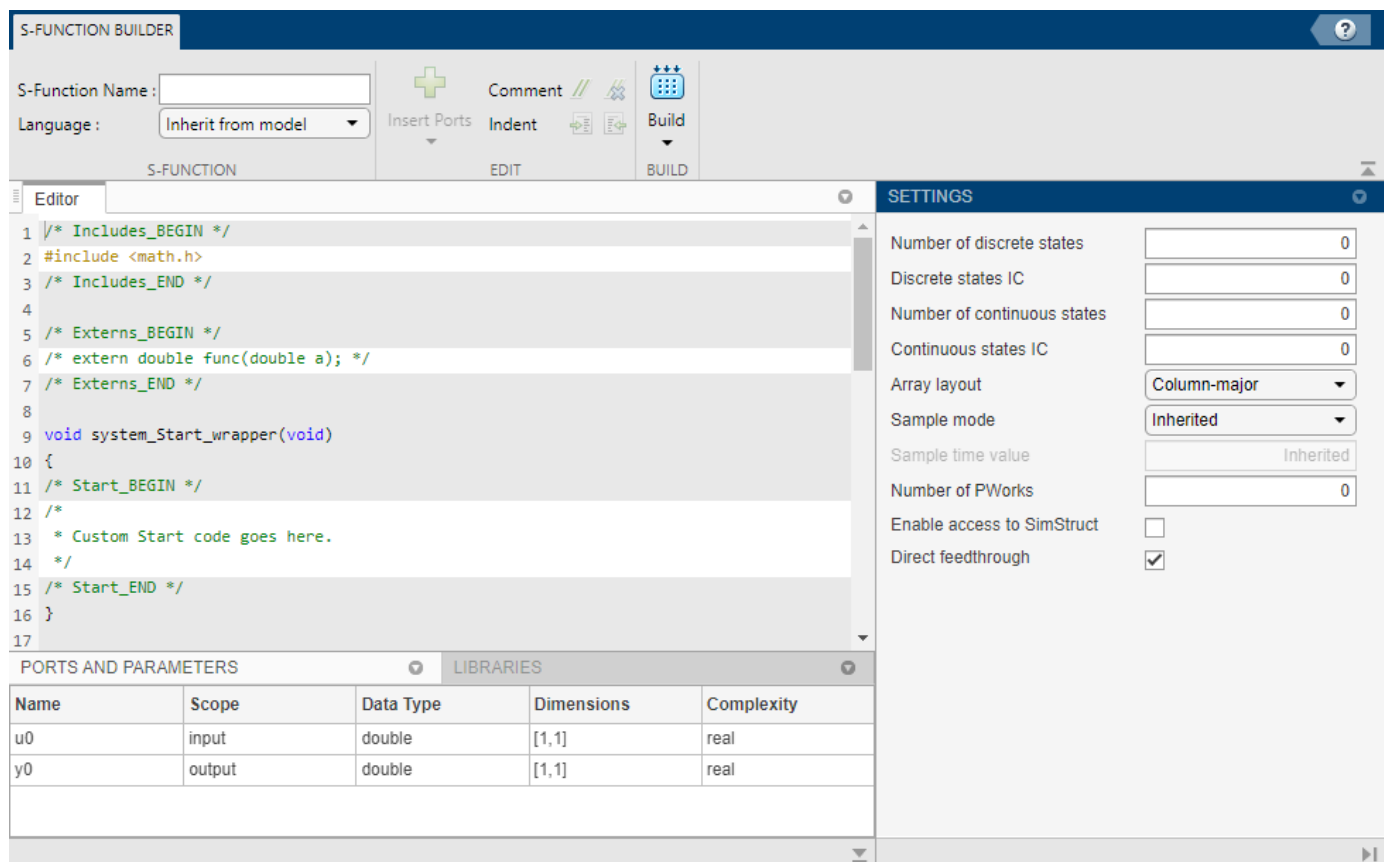 S-FUNCTION BUILDER
?
S-Function Name :
Language : Inherit from model
S-FUNCTION
Insert Ports
Comment
Indent
EDIT
Build
BUILD
Editor
1 /* Includes_BEGIN */
2 #include <math.h>
3 /* Includes_END */
4
5 /* Externs_BEGIN */
6 /* extern double func(double a); */
7 /* Externs_END */
8
9 void system_Start_wrapper(void)
10 {
11 /* Start_BEGIN */
12 /*
13 * Custom Start code goes here.
14 */
15 /* Start_END */
16 }
17
SETTINGS
Number of discrete states 0
Discrete states IC 0
Number of continuous states 0
Continuous states IC 0
Array layout Column-major
Sample mode Inherited
Sample time value Inherited
Number of PWorks 0
Enable access to SimStruct
Direct feedthrough
PORTS AND PARAMETERS LIBRARIES
Name Scope Data Type Dimensions Complexity
u0 input double [1,1] real
y0 output double [1,1] real